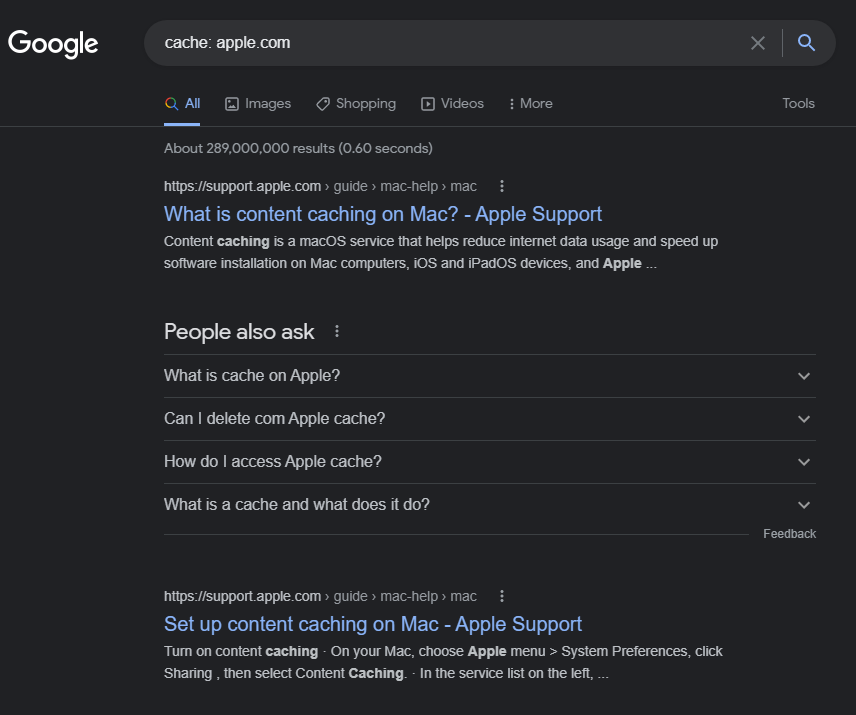 Google
cache: apple.com
All Images Shopping Videos More Tools
About 289,000,000 results (0.60 seconds)
https://support.apple.com › guide › mac-help › mac
What is content caching on Mac? - Apple Support
Content caching is a macOS service that helps reduce internet data usage and speed up
software installation on Mac computers, iOS and iPadOS devices, and Apple ...
People also ask
What is cache on Apple?
Can I delete com Apple cache?
How do I access Apple cache?
What is a cache and what does it do?
Feedback
https://support.apple.com › guide › mac-help › mac
Set up content caching on Mac - Apple Support
Turn on content caching · On your Mac, choose Apple menu > System Preferences, click
Sharing , then select Content Caching. · In the service list on the left, ...